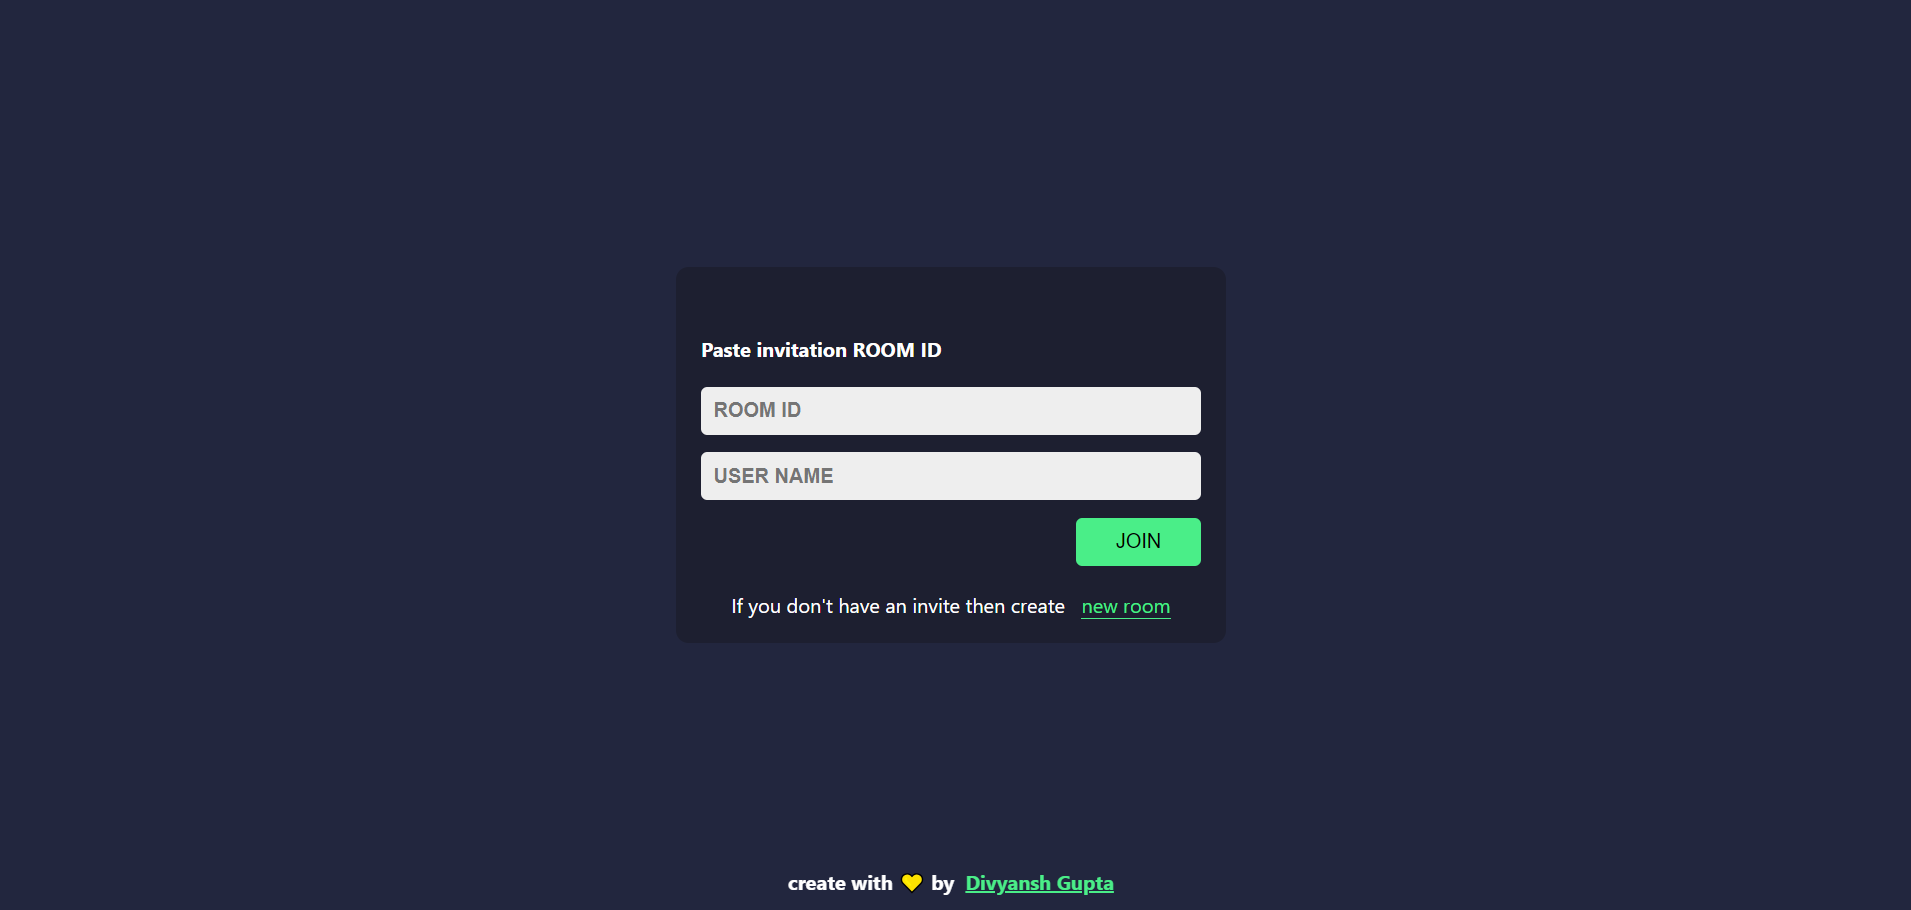 Paste invitation ROOM ID
ROOM ID
USER NAME
JOIN
If you don't have an invite then create new room
create with 💛 by Divyansh Gupta